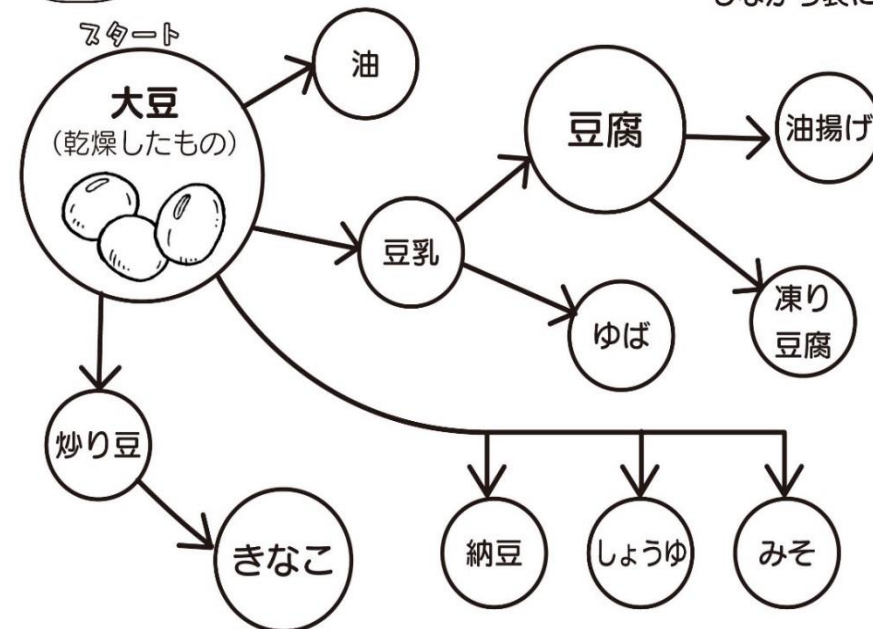 スタート
大豆
(乾燥したもの)
油
豆腐
油揚げ
豆乳
ゆば
凍り
豆腐
炒り豆
きなこ
納豆
しょうゆ
みそ